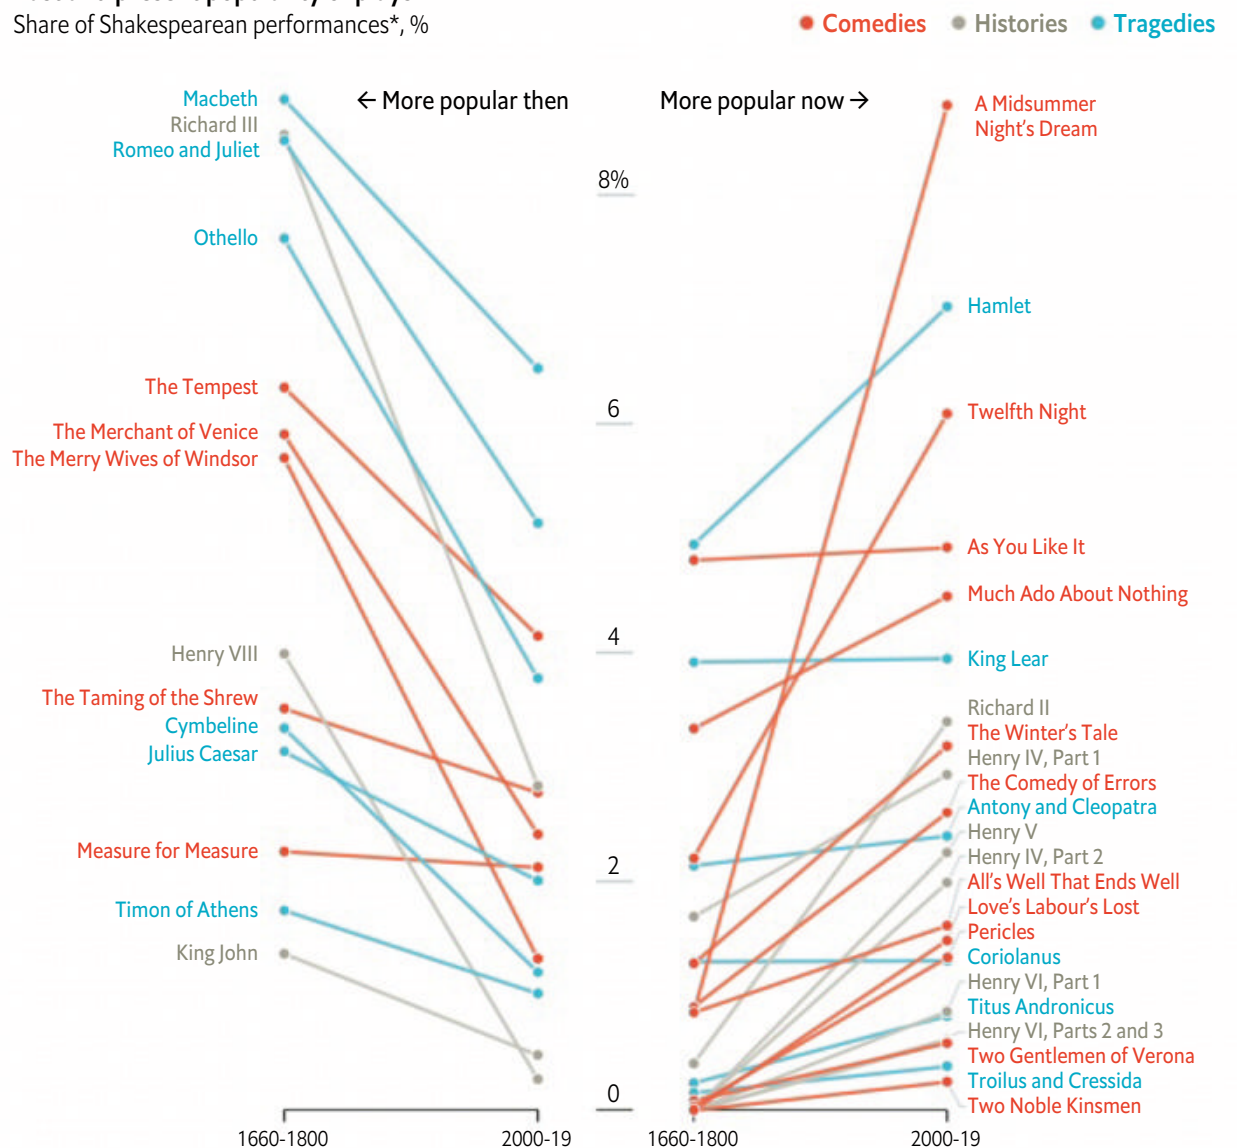 Share of Shakespearean performances*, %
Comedies
Histories
Tragedies
← More popular then
More popular now →
Macbeth
Richard III
Romeo and Juliet
Othello
The Tempest
The Merchant of Venice
The Merry Wives of Windsor
Henry VIII
The Taming of the Shrew
Cymbeline
Julius Caesar
Measure for Measure
Timon of Athens
King John
8%
6
4
2
0
A Midsummer
Night's Dream
Hamlet
Twelfth Night
As You Like It
Much Ado About Nothing
King Lear
Richard II
The Winter's Tale
Henry IV, Part 1
The Comedy of Errors
Antony and Cleopatra
Henry V
Henry IV, Part 2
All's Well That Ends Well
Love's Labour's Lost
Pericles
Coriolanus
Henry VI, Part 1
Titus Andronicus
Henry VI, Parts 2 and 3
Two Gentlemen of Verona
Troilus and Cressida
Two Noble Kinsmen
1660-1800
2000-19
1660-1800
2000-19